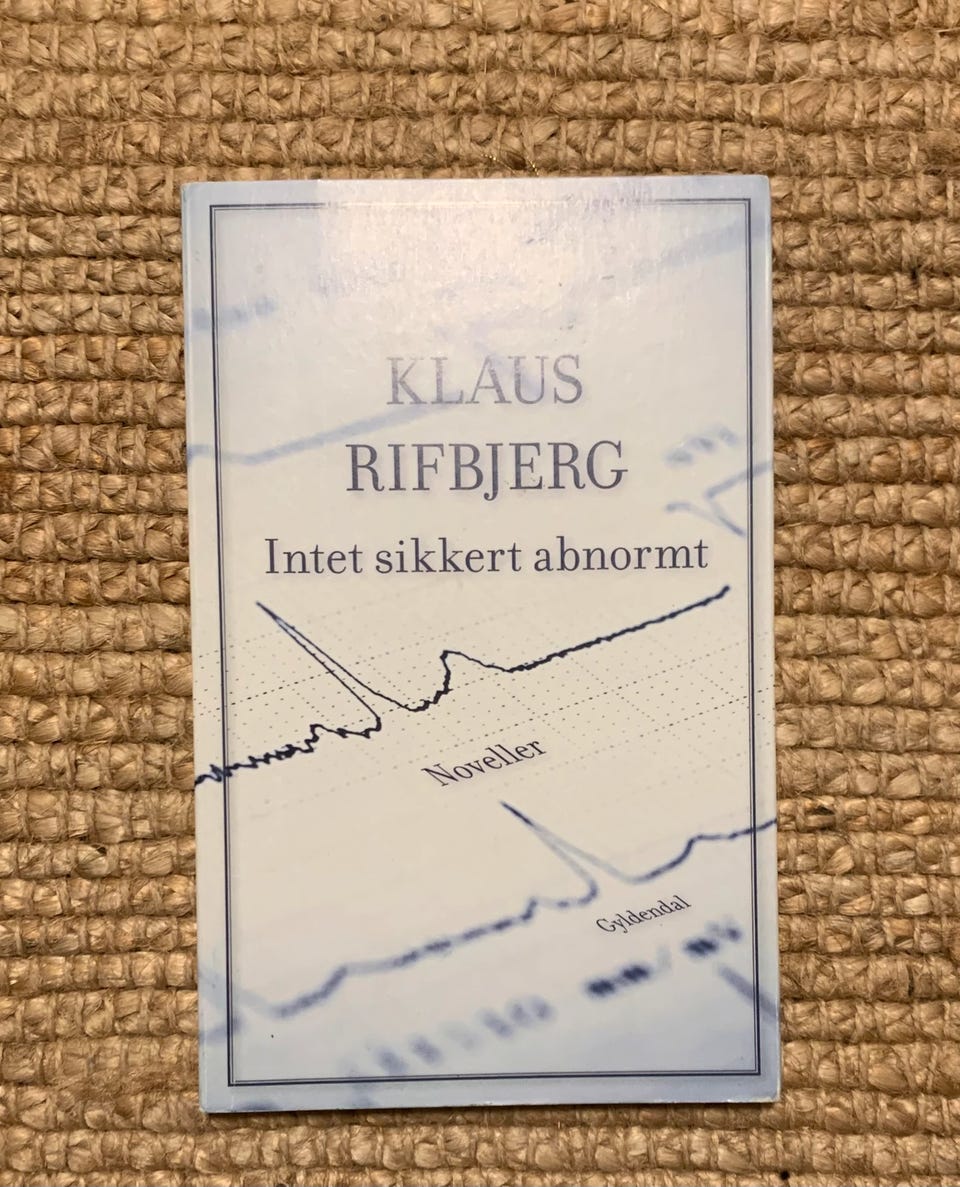 KLAUS
RIFBJERG
Intet sikkert abnormt
Noveller
Gyldendal